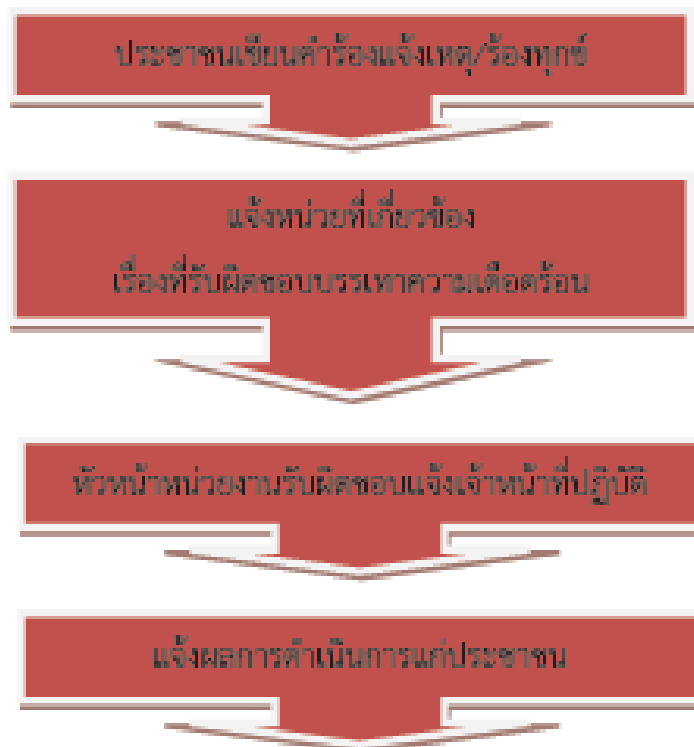 ประชาชนเขียนคำร้องแจ้งเหตุ/ร้องทุกข์
แจ้งหน่วยที่เกี่ยวข้อง
เรื่องที่รับผิดชอบบรรเทาความเดือดร้อน
หัวหน้าหน่วยงานรับผิดชอบแจ้งเจ้าหน้าที่ปฏิบัติ
แจ้งผลการดำเนินการแก่ประชาชน